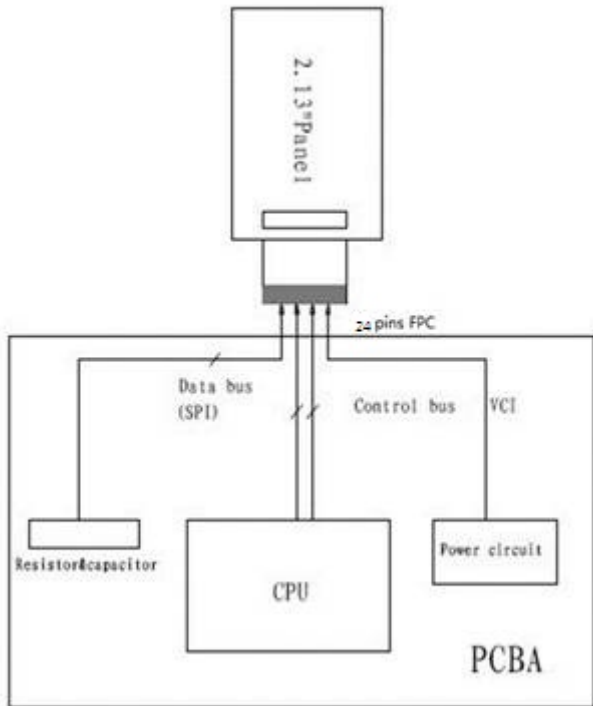 2.13"Panel
24 pins FPC
Data bus
(SPI)
Control bus
VCI
Resistor&capacitor
CPU
Power circuit
PCBA